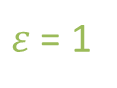 ε = 1